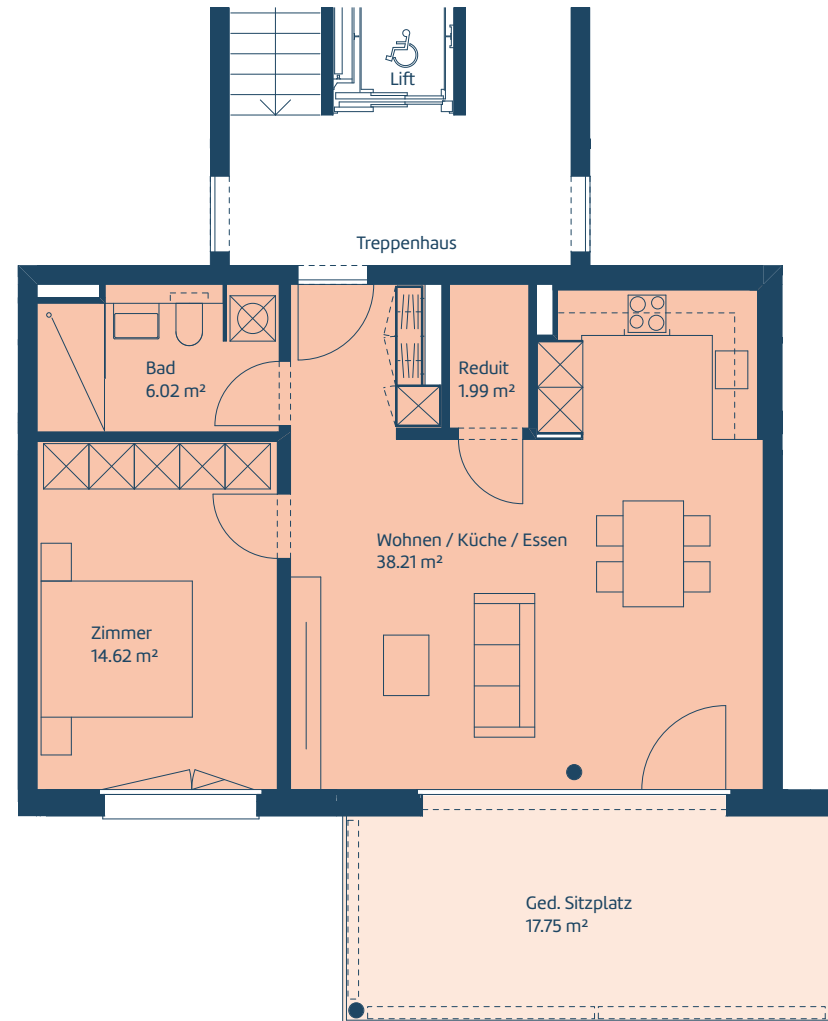 Lift
Treppenhaus
Bad
6.02 m²
Reduit
1.99 m²
Wohnen / Küche / Essen
38.21 m²
Zimmer
14.62 m²
Ged. Sitzplatz
17.75 m²